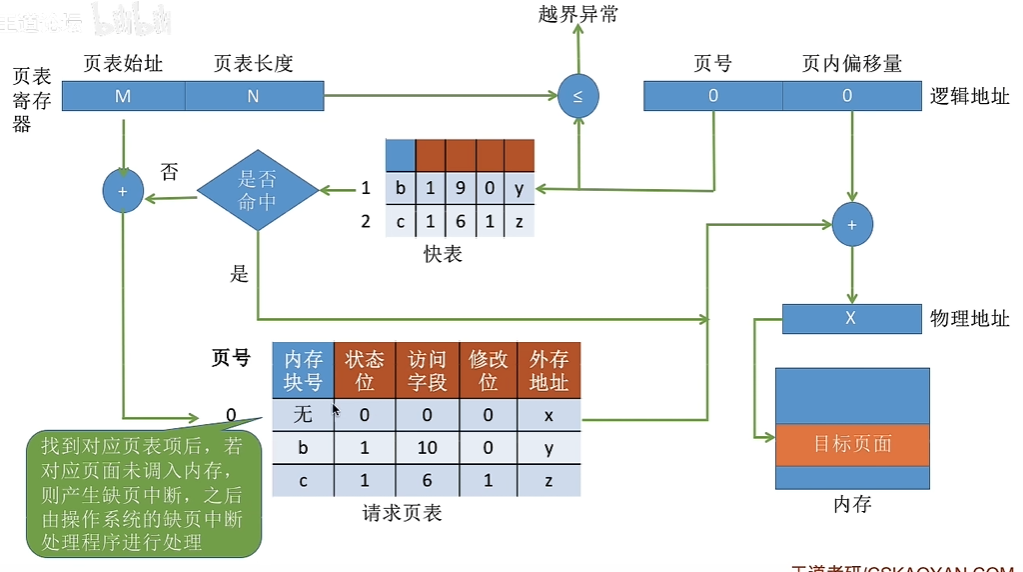 bilibili
越界异常
页表始址 页表长度
页号 页内偏移量
页表
寄存
器
M N
≤
0 0
逻辑地址
+
否
是否
命中
1 b 1 9 0 y
2 c 1 6 1 z
快表
+
是
X
物理地址
页号
内存
块号
状态
位
访问
字段
修改
位
外存
地址
0 无 0 0 0 x
b 1 10 0 y
c 1 6 1 z
请求页表
找到对应页表项后，若
对应页面未调入内存，
则产生缺页中断，之后
由操作系统的缺页中断
处理程序进行处理
目标页面
内存
王道考研/CSKAOYAN.COM